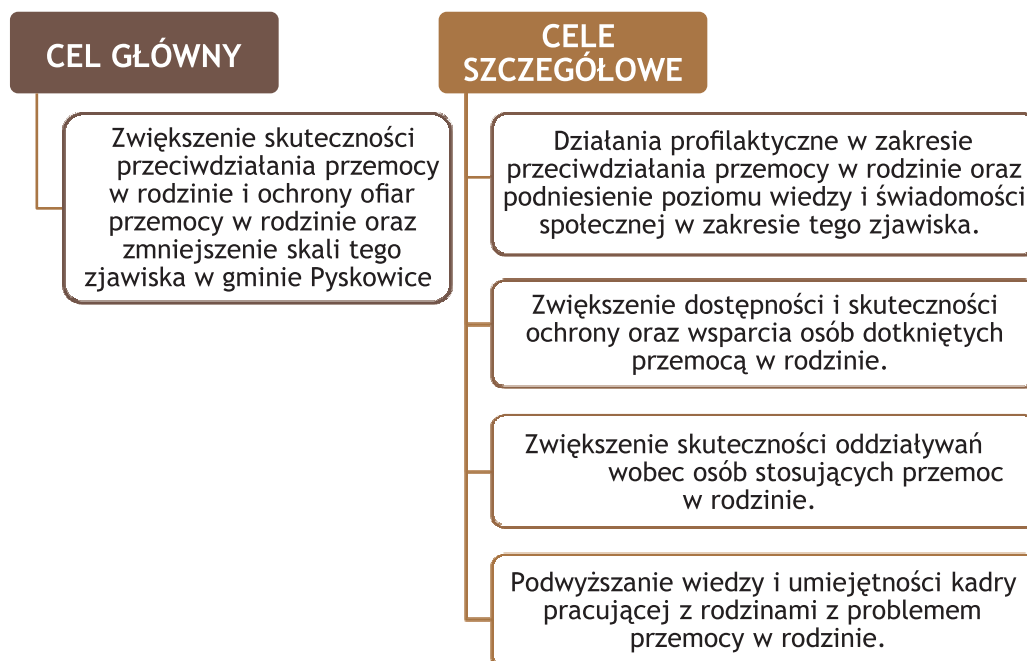 CEL GŁÓWNY
Zwiększenie skuteczności
przeciwdziałania przemocy
w rodzinie i ochrony ofiar
przemocy w rodzinie oraz
zmniejszenie skali tego
zjawiska w gminie Pyskowice
CELE
SZCZEGÓŁOWE
Działania profilaktyczne w zakresie
przeciwdziałania przemocy w rodzinie oraz
podniesienie poziomu wiedzy i świadomości
społecznej w zakresie tego zjawiska.
Zwiększenie dostępności i skuteczności
ochrony oraz wsparcia osób dotkniętych
przemocą w rodzinie.
Zwiększenie skuteczności oddziaływań
wobec osób stosujących przemoc
w rodzinie.
Podwyższanie wiedzy i umiejętności kadry
pracującej z rodzinami z problemem
przemocy w rodzinie.